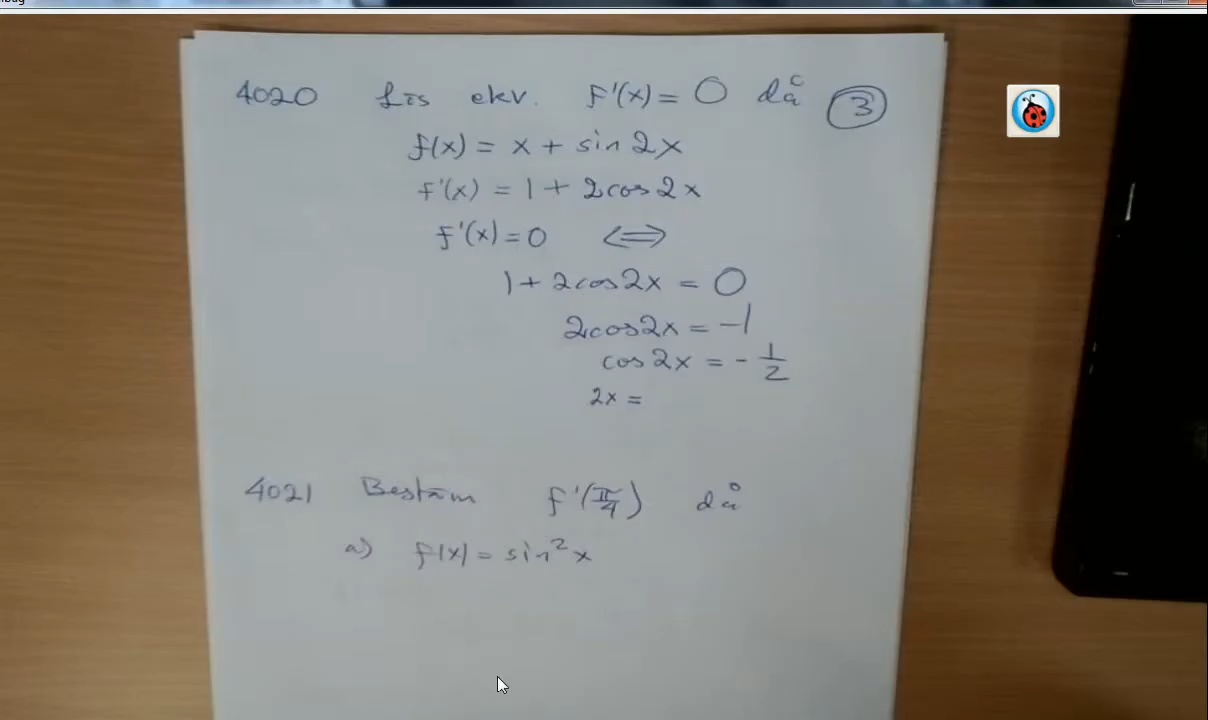 4020 Lös ekv. f'(x) = 0 då 3
f(x) = x + sin 2x
f'(x) = 1 + 2cos 2x
f'(x) = 0 <=>
1 + 2cos 2x = 0
2cos 2x = -1
cos 2x = - 1/2
2x =
4021 Bestäm f'(π/4) då
a) f(x) = sin² x